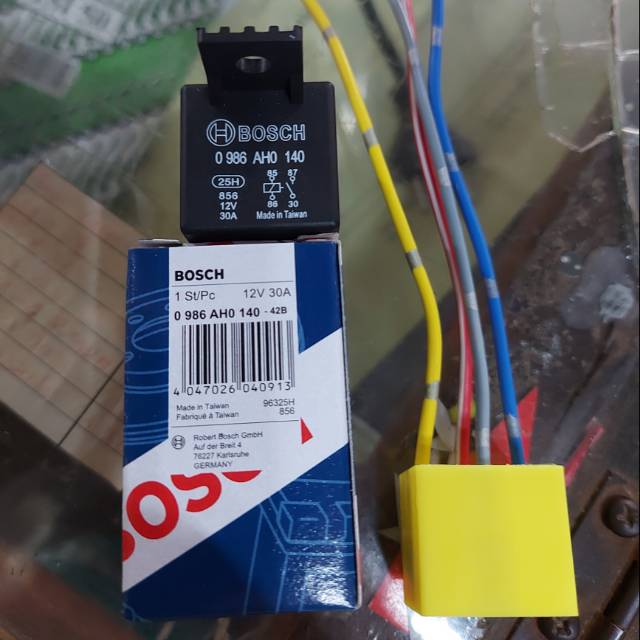 BOSCH
0 986 AH0 140
25H
85 87
856
12V
86 30
30A
Made in Taiwan
BOSCH
1 St/Pc 12V 30A
0 986 AH0 140 - 42B
4 047026 040913
Made in Taiwan 96325H
Fabriqué à Taiwan 856
Robert Bosch GmbH
Auf der Breit 4
76227 Karlsruhe
GERMANY
BOSC